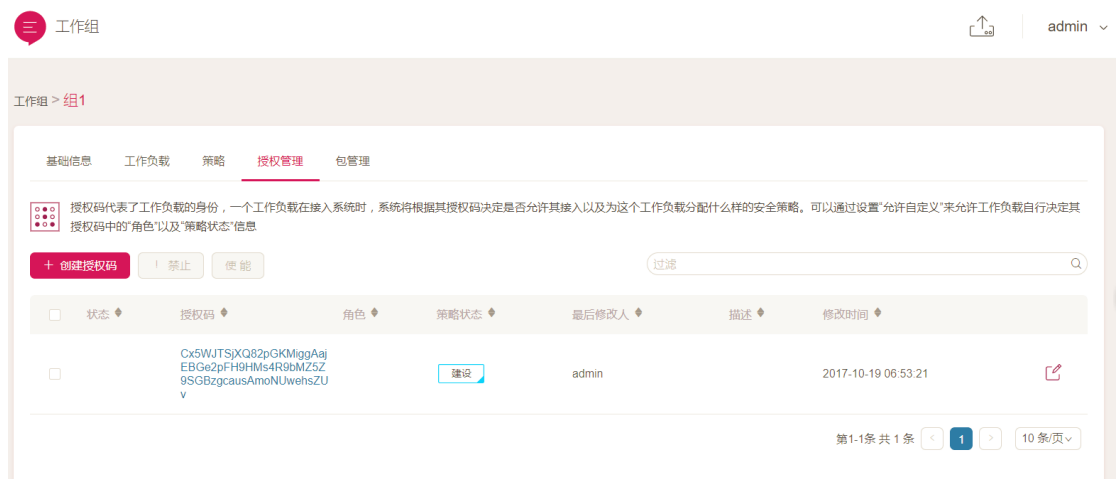 工作组
admin
工作组 > 组1
基础信息 工作负载 策略 授权管理 包管理
授权码代表了工作负载的身份，一个工作负载在接入系统时，系统将根据其授权码决定是否允许其接入以及为这个工作负载分配什么样的安全策略。可以通过设置“允许自定义”来允许工作负载自行决定其
授权码中的“角色”以及“策略状态”信息
+ 创建授权码 ! 禁止 使能 过滤
状态 授权码 角色 策略状态 最后修改人 描述 修改时间
Cx5WJTSjXQ82pGKMiggAaj
EBGe2pFH9HMs4R9bMZ5Z
9SGBzgcausAmoNUwehsZU
v
建设 admin 2017-10-19 06:53:21
第1-1条 共 1 条 < 1 > 10 条/页